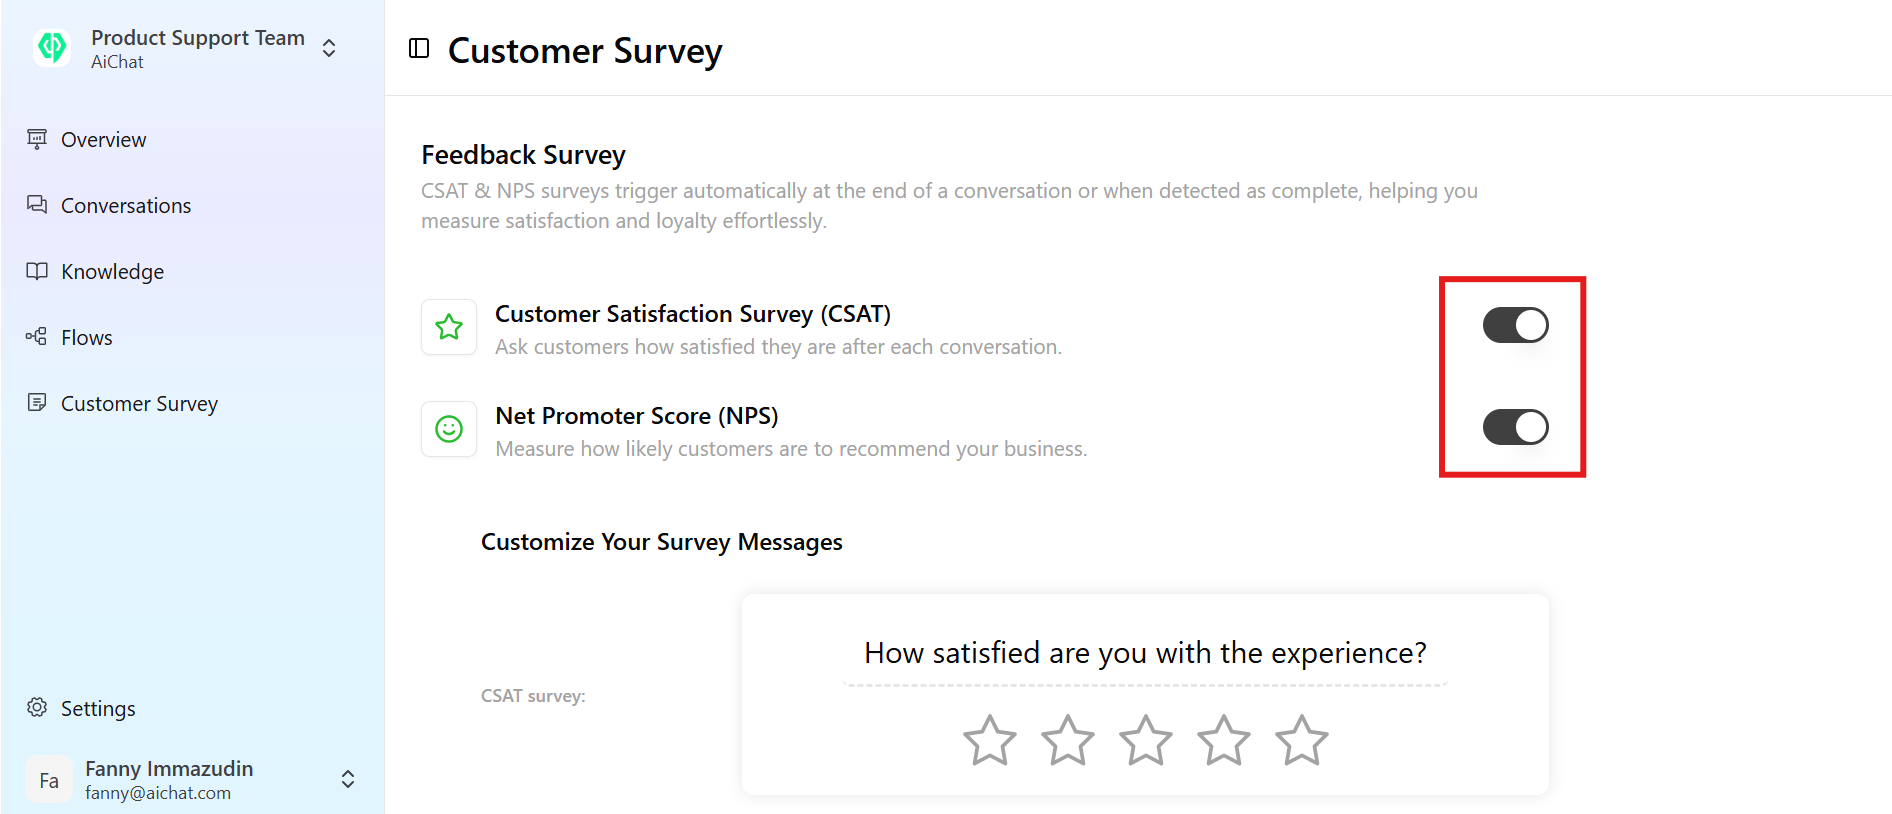 Product Support Team
AiChat
Overview
Conversations
Knowledge
Flows
Customer Survey
Settings
Fa
Fanny Immazudin
fanny@aichat.com
Customer Survey
Feedback Survey
CSAT & NPS surveys trigger automatically at the end of a conversation or when detected as complete, helping you
measure satisfaction and loyalty effortlessly.
Customer Satisfaction Survey (CSAT)
Ask customers how satisfied they are after each conversation.
Net Promoter Score (NPS)
Measure how likely customers are to recommend your business.
Customize Your Survey Messages
CSAT survey:
How satisfied are you with the experience?